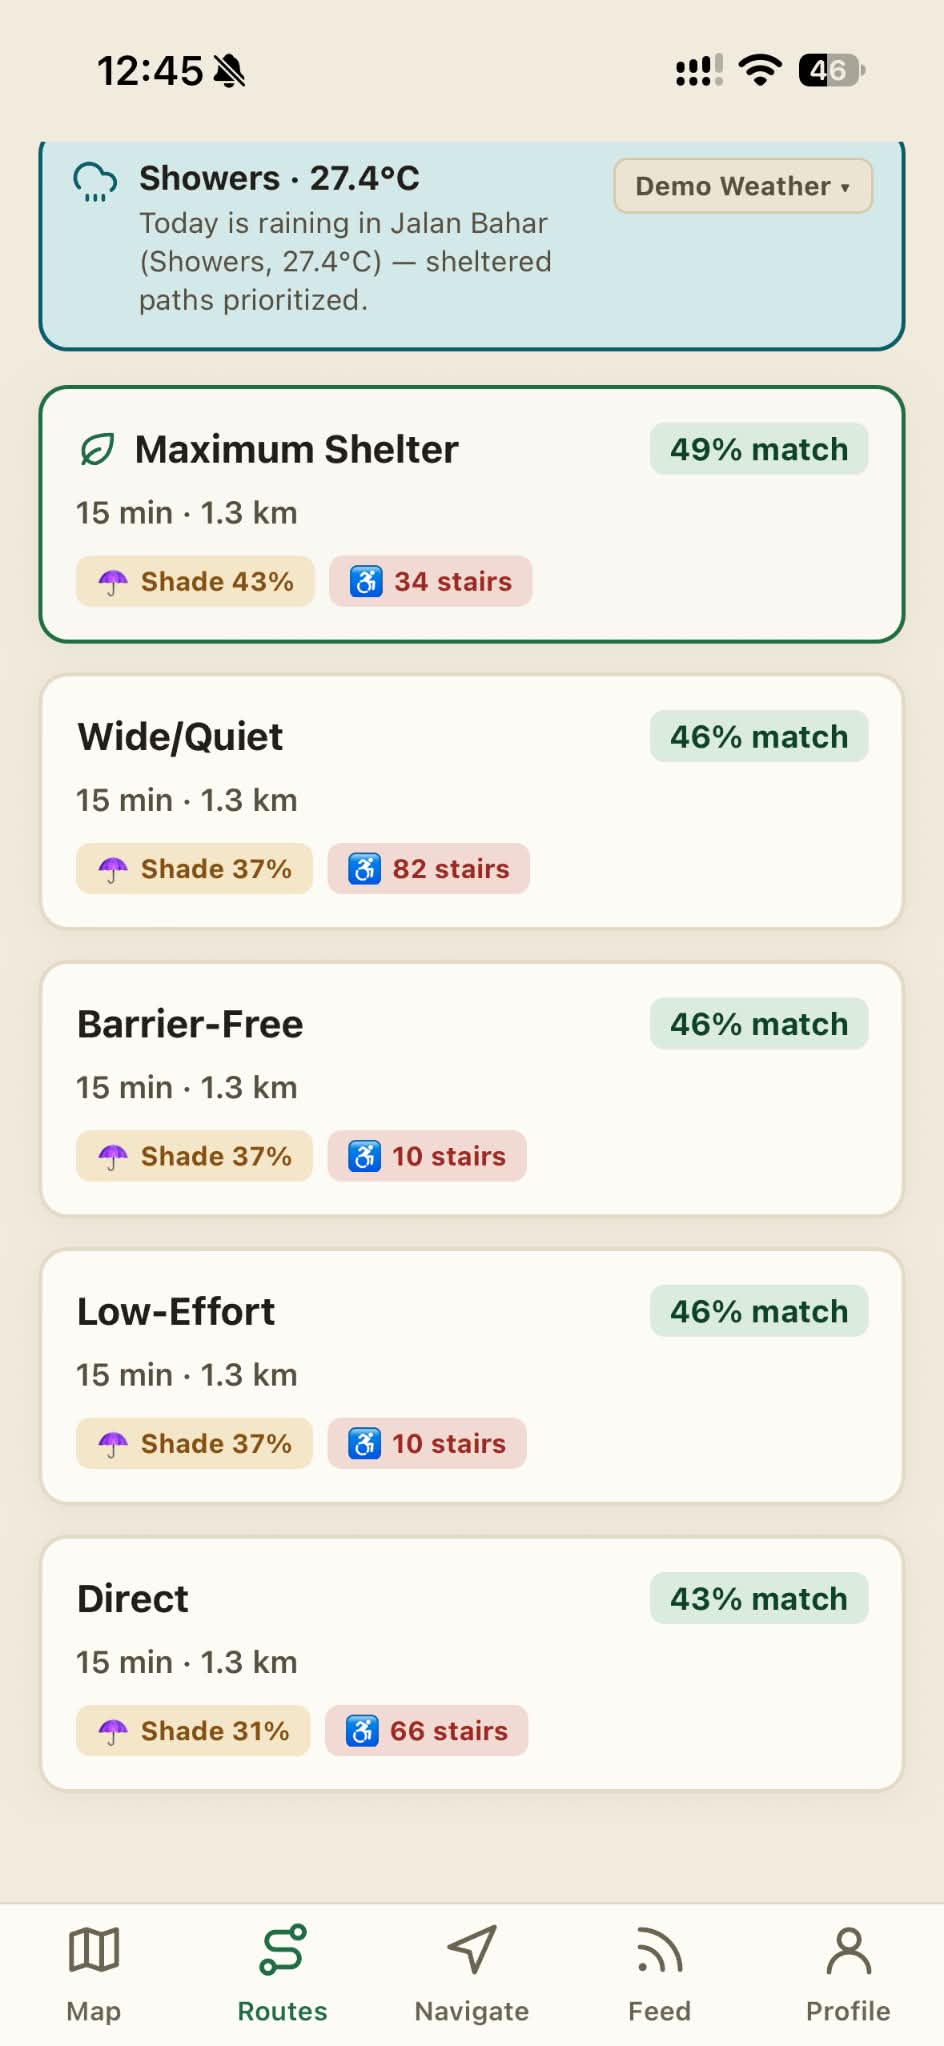 12:45
46
Showers · 27.4°C
Demo Weather ▾
Today is raining in Jalan Bahar
(Showers, 27.4°C) — sheltered
paths prioritized.
Maximum Shelter
49% match
15 min · 1.3 km
Shade 43%
34 stairs
Wide/Quiet
46% match
15 min · 1.3 km
Shade 37%
82 stairs
Barrier-Free
46% match
15 min · 1.3 km
Shade 37%
10 stairs
Low-Effort
46% match
15 min · 1.3 km
Shade 37%
10 stairs
Direct
43% match
15 min · 1.3 km
Shade 31%
66 stairs
Map
Routes
Navigate
Feed
Profile